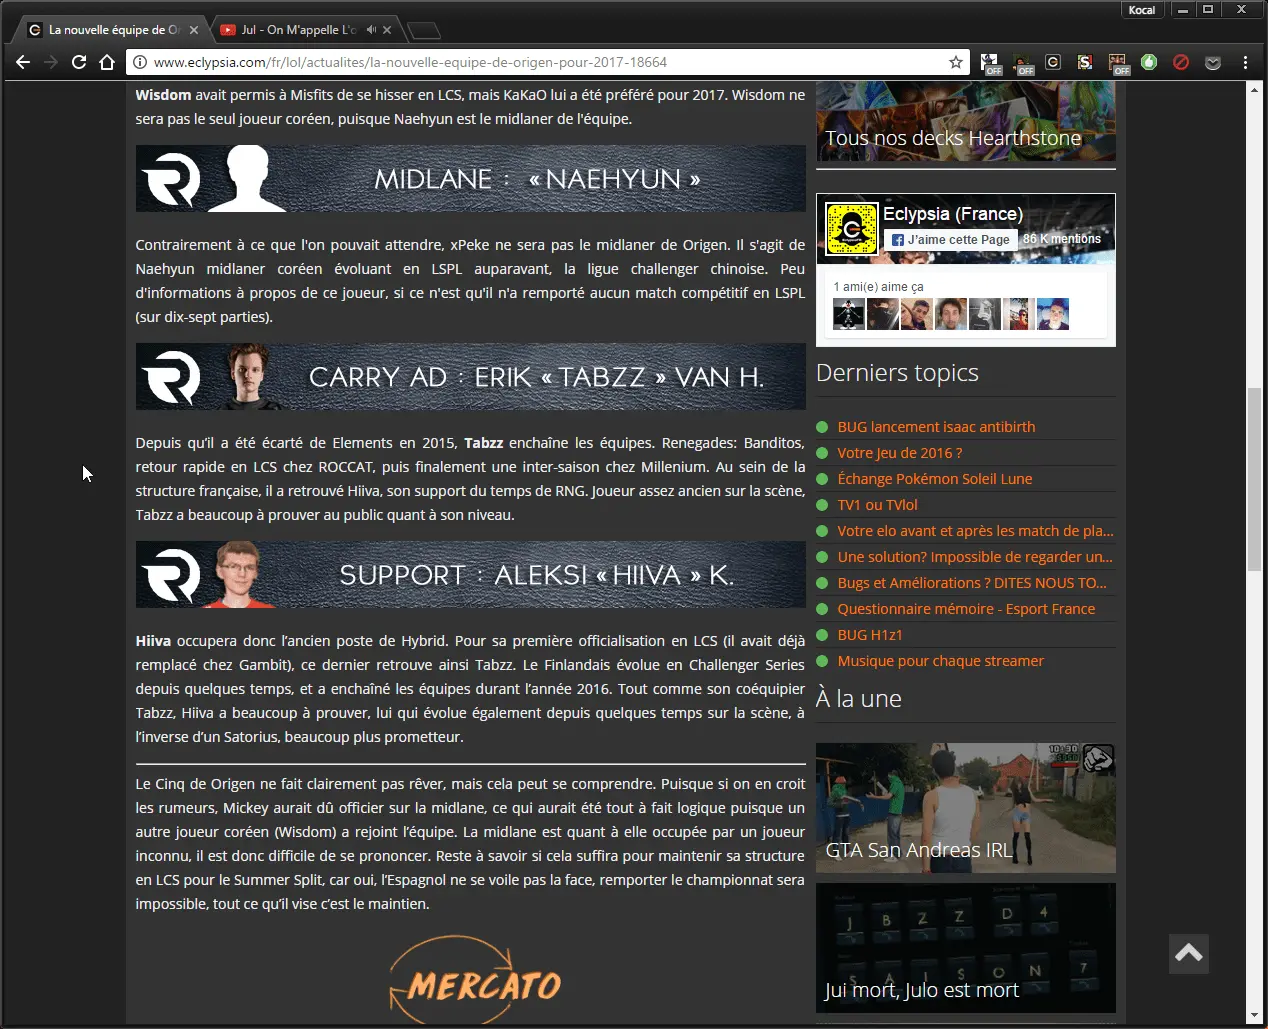 Kocal
La nouvelle équipe de O
Jul - On M'appelle L'o
www.eclypsia.com/fr/lol/actualites/la-nouvelle-equipe-de-origen-pour-2017-18664
OFF
OFF
OFF
Wisdom avait permis à Misfits de se hisser en LCS, mais KaKaO lui a été préféré pour 2017. Wisdom ne
sera pas le seul joueur coréen, puisque Naehyun est le midlaner de l'équipe.
MIDLANE : « NAEHYUN »
Contrairement à ce que l'on pouvait attendre, xPeke ne sera pas le midlaner de Origen. Il s'agit de
Naehyun midlaner coréen évoluant en LSPL auparavant, la ligue challenger chinoise. Peu
d'informations à propos de ce joueur, si ce n'est qu'il n'a remporté aucun match compétitif en LSPL
(sur dix-sept parties).
CARRY AD : ERIK « TABZZ » VAN H.
Depuis qu'il a été écarté de Elements en 2015, Tabzz enchaîne les équipes. Renegades: Banditos,
retour rapide en LCS chez ROCCAT, puis finalement une inter-saison chez Millenium. Au sein de la
structure française, il a retrouvé Hiiva, son support du temps de RNG. Joueur assez ancien sur la scène,
Tabzz a beaucoup à prouver au public quant à son niveau.
SUPPORT : ALEKSI « HIIVA » K.
Hiiva occupera donc l'ancien poste de Hybrid. Pour sa première officialisation en LCS (il avait déjà
remplacé chez Gambit), ce dernier retrouve ainsi Tabzz. Le Finlandais évolue en Challenger Series
depuis quelques temps, et a enchaîné les équipes durant l'année 2016. Tout comme son coéquipier
Tabzz, Hiiva a beaucoup à prouver, lui qui évolue également depuis quelques temps sur la scène, à
l'inverse d'un Satorius, beaucoup plus prometteur.
Le Cinq de Origen ne fait clairement pas rêver, mais cela peut se comprendre. Puisque si on en croit
les rumeurs, Mickey aurait dû officier sur la midlane, ce qui aurait été tout à fait logique puisque un
autre joueur coréen (Wisdom) a rejoint l'équipe. La midlane est quant à elle occupée par un joueur
inconnu, il est donc difficile de se prononcer. Reste à savoir si cela suffira pour maintenir sa structure
en LCS pour le Summer Split, car oui, l'Espagnol ne se voile pas la face, remporter le championnat sera
impossible, tout ce qu'il vise c'est le maintien.
MERCATO
Tous nos decks Hearthstone
Eclypsia (France)
J'aime cette Page
86 K mentions
1 ami(e) aime ça
Derniers topics
BUG lancement isaac antibirth
Votre Jeu de 2016 ?
Échange Pokémon Soleil Lune
TV1 ou TVlol
Votre elo avant et après les match de pla...
Une solution? Impossible de regarder un...
Bugs et Améliorations ? DITES NOUS TO...
Questionnaire mémoire - Esport France
BUG H1z1
Musique pour chaque streamer
À la une
10:30
GTA San Andreas IRL
J B Z Z D 4
S A I S O N 7
Jui mort, Julo est mort